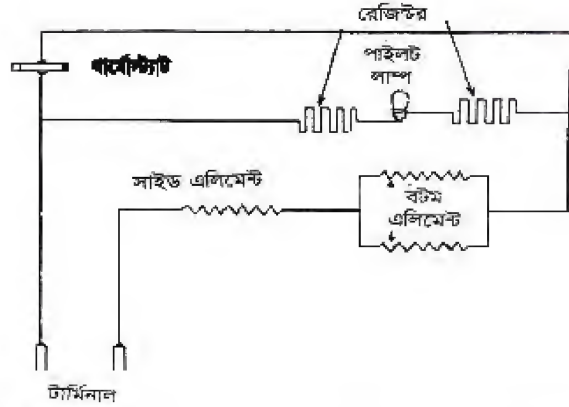 রেজিস্টর
থার্মোস্ট্যাট
পাইলট
লাম্প
সাইড এলিমেন্ট
বটম
এলিমেন্ট
টার্মিনাল